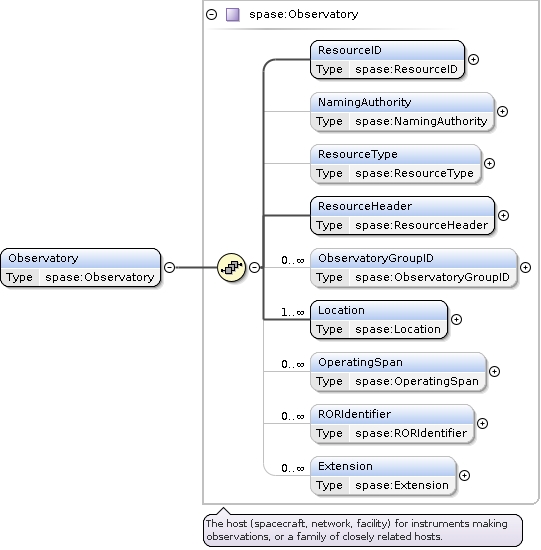 spase:Observatory
ResourceID
Type spase:ResourceID
NamingAuthority
Type spase:NamingAuthority
ResourceType
Type spase:ResourceType
ResourceHeader
Type spase:ResourceHeader
Observatory
Type spase:Observatory
0..∞ ObservatoryGroupID
Type spase:ObservatoryGroupID
1..∞ Location
Type spase:Location
0..∞ OperatingSpan
Type spase:OperatingSpan
0..∞ RORIdentifier
Type spase:RORIdentifier
0..∞ Extension
Type spase:Extension
The host (spacecraft, network, facility) for instruments making
observations, or a family of closely related hosts.